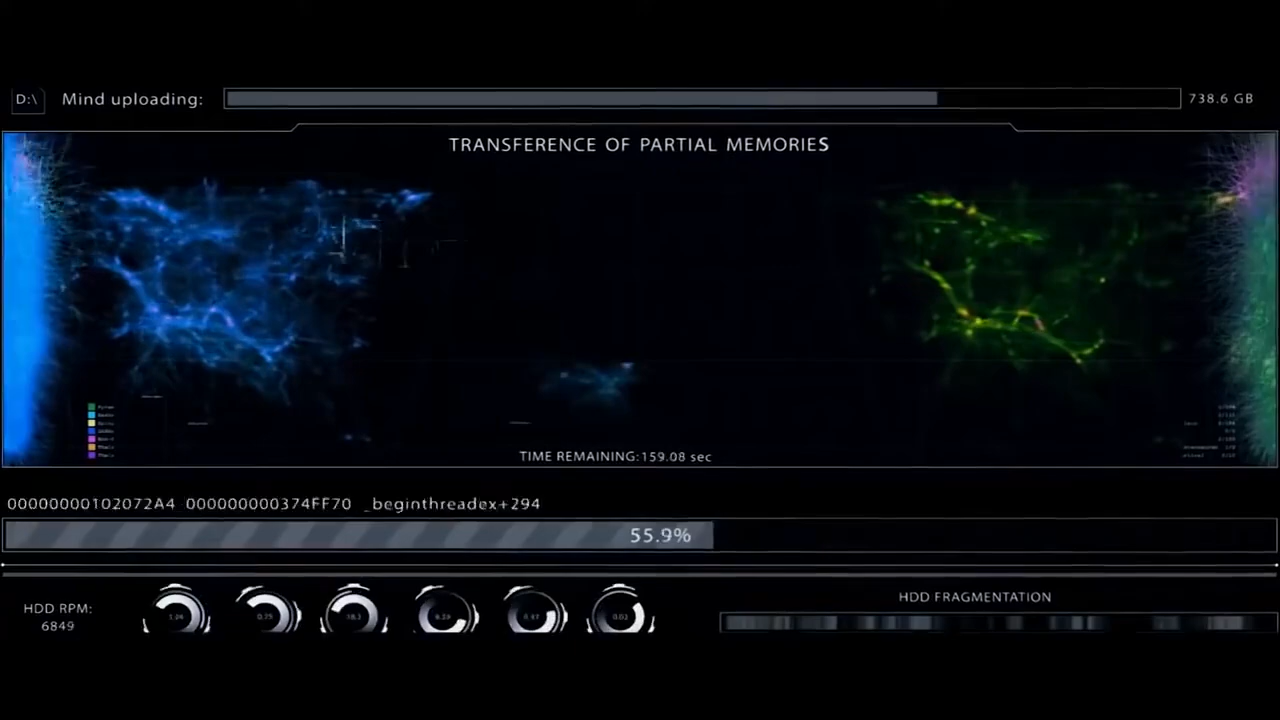 D:\ Mind uploading: 738.6 GB
TRANSFERENCE OF PARTIAL MEMORIES
TIME REMAINING:159.08 sec
00000000102072A4 000000000374FF70 _beginthreadex+294
55.9%
HDD RPM:
6849
HDD FRAGMENTATION